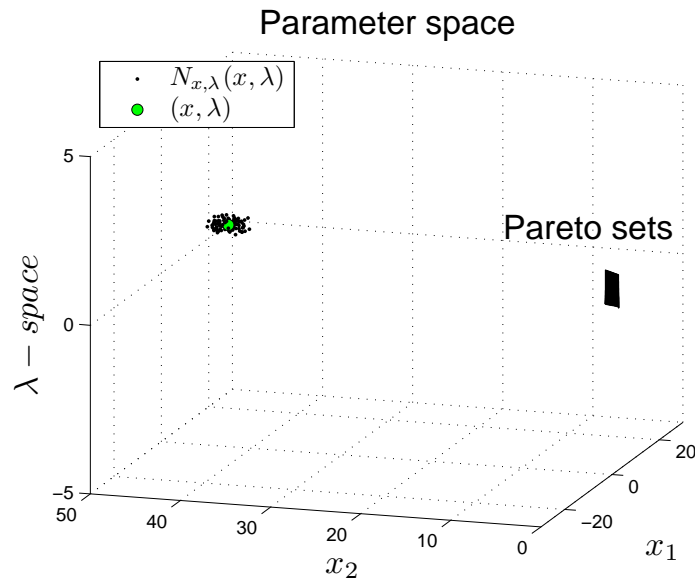 Parameter space
N_{x,λ}(x, λ)
(x, λ)
Pareto sets
5
0
−5
λ − space
50
40
30
20
10
0
x_2
−20
0
20
x_1